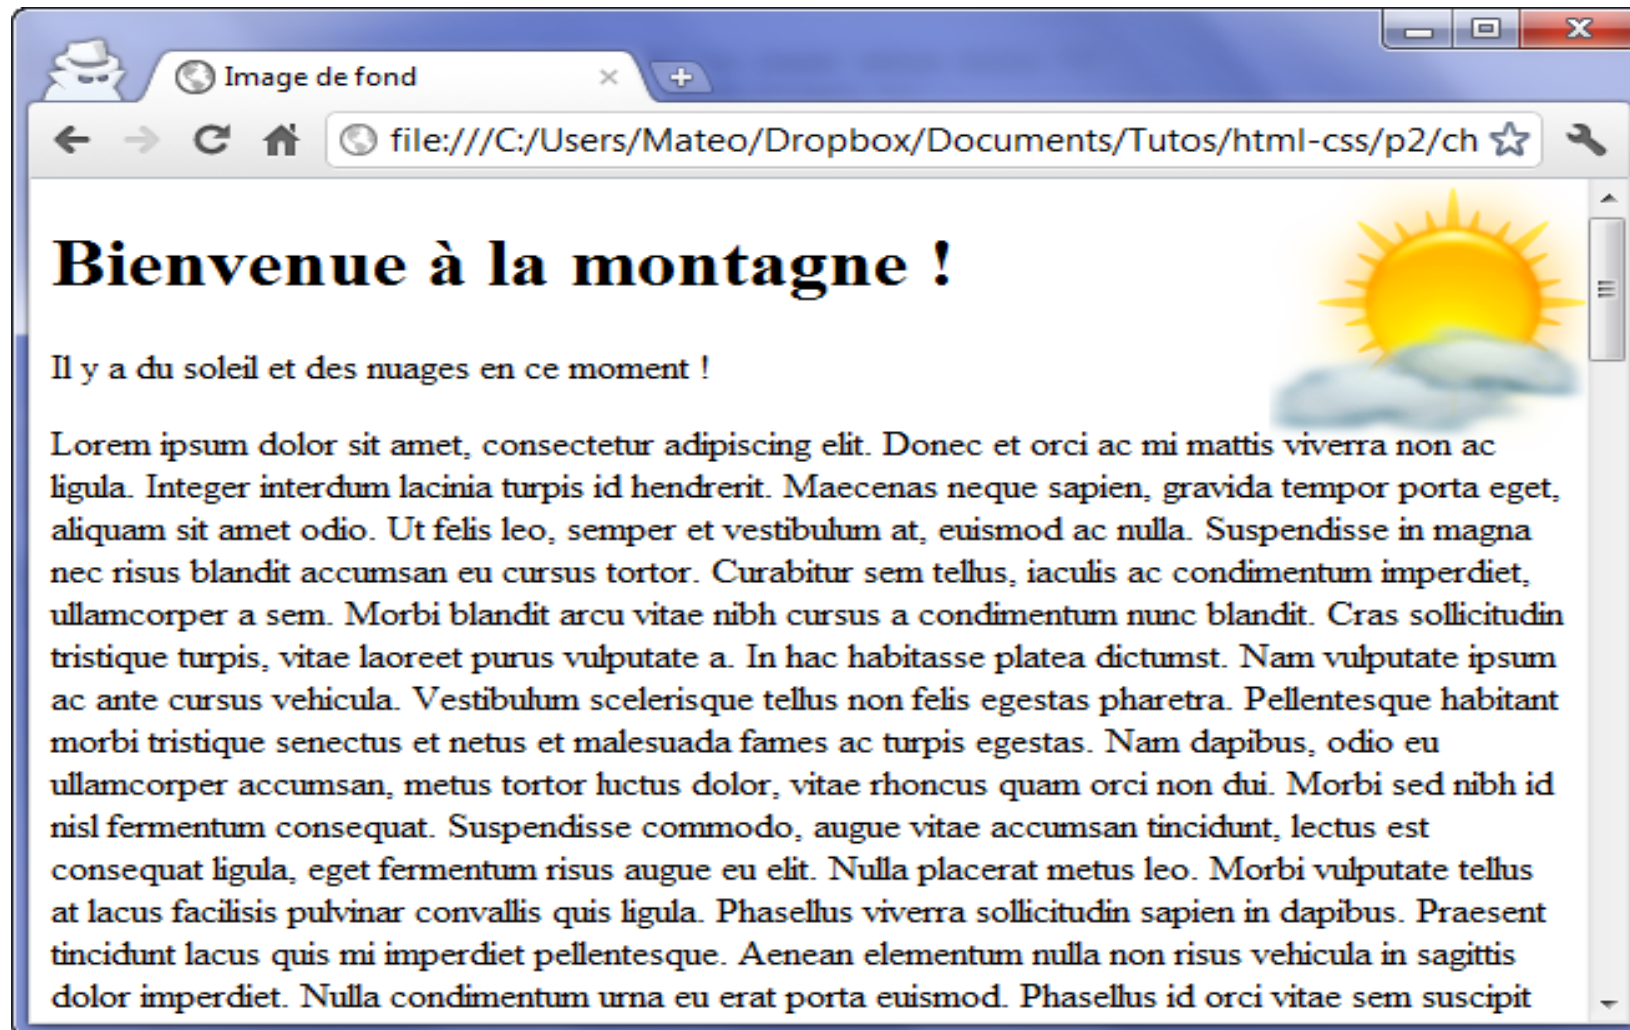 Image de fond
file:///C:/Users/Mateo/Dropbox/Documents/Tutos/html-css/p2/ch
Bienvenue à la montagne !
Il y a du soleil et des nuages en ce moment !
Lorem ipsum dolor sit amet, consectetur adipiscing elit. Donec et orci ac mi mattis viverra non ac
ligula. Integer interdum lacinia turpis id hendrerit. Maecenas neque sapien, gravida tempor porta eget,
aliquam sit amet odio. Ut felis leo, semper et vestibulum at, euismod ac nulla. Suspendisse in magna
nec risus blandit accumsan eu cursus tortor. Curabitur sem tellus, iaculis ac condimentum imperdiet,
ullamcorper a sem. Morbi blandit arcu vitae nibh cursus a condimentum nunc blandit. Cras sollicitudin
tristique turpis, vitae laoreet purus vulputate a. In hac habitasse platea dictumst. Nam vulputate ipsum
ac ante cursus vehicula. Vestibulum scelerisque tellus non felis egestas pharetra. Pellentesque habitant
morbi tristique senectus et netus et malesuada fames ac turpis egestas. Nam dapibus, odio eu
ullamcorper accumsan, metus tortor luctus dolor, vitae rhoncus quam orci non dui. Morbi sed nibh id
nisl fermentum consequat. Suspendisse commodo, augue vitae accumsan tincidunt, lectus est
consequat ligula, eget fermentum risus augue eu elit. Nulla placerat metus leo. Morbi vulputate tellus
at lacus facilisis pulvinar convallis quis ligula. Phasellus viverra sollicitudin sapien in dapibus. Praesent
tincidunt lacus quis mi imperdiet pellentesque. Aenean elementum nulla non risus vehicula in sagittis
dolor imperdiet. Nulla condimentum urna eu erat porta euismod. Phasellus id orci vitae sem suscipit